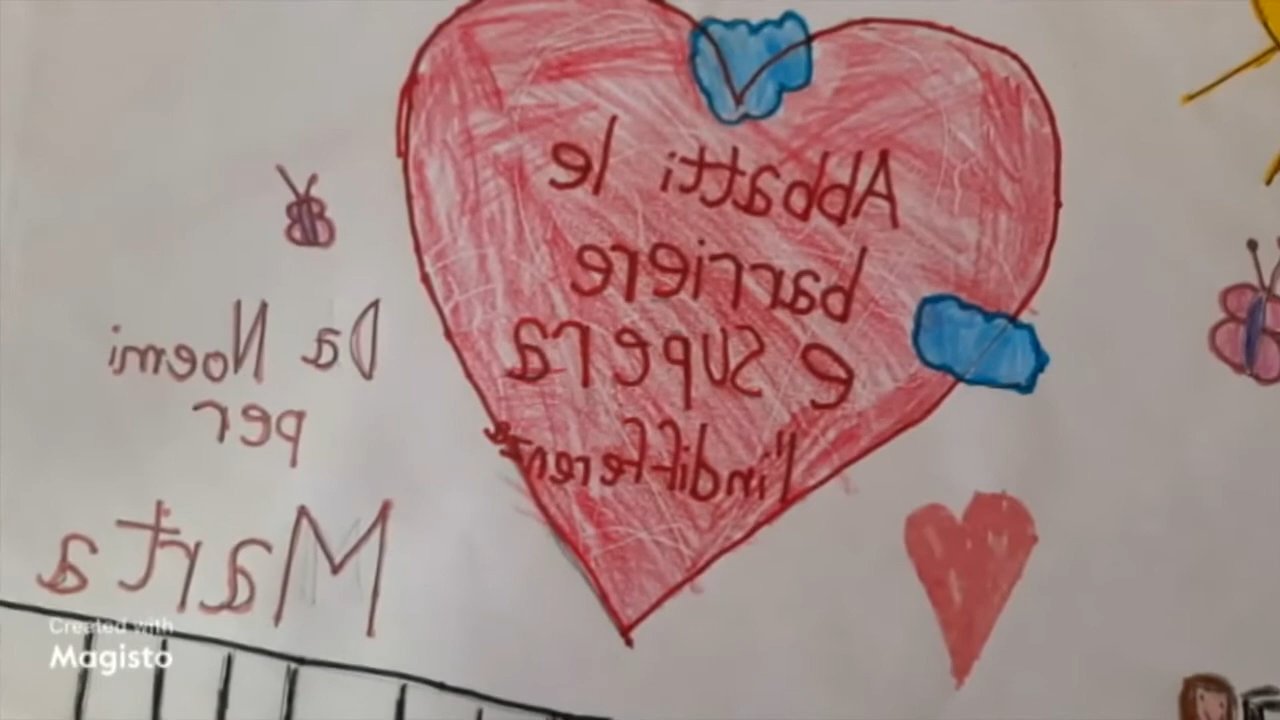 Abbatti le
barriere
e supera
l'indifferenza
Da Noemi
per
Marta
Created with
Magisto